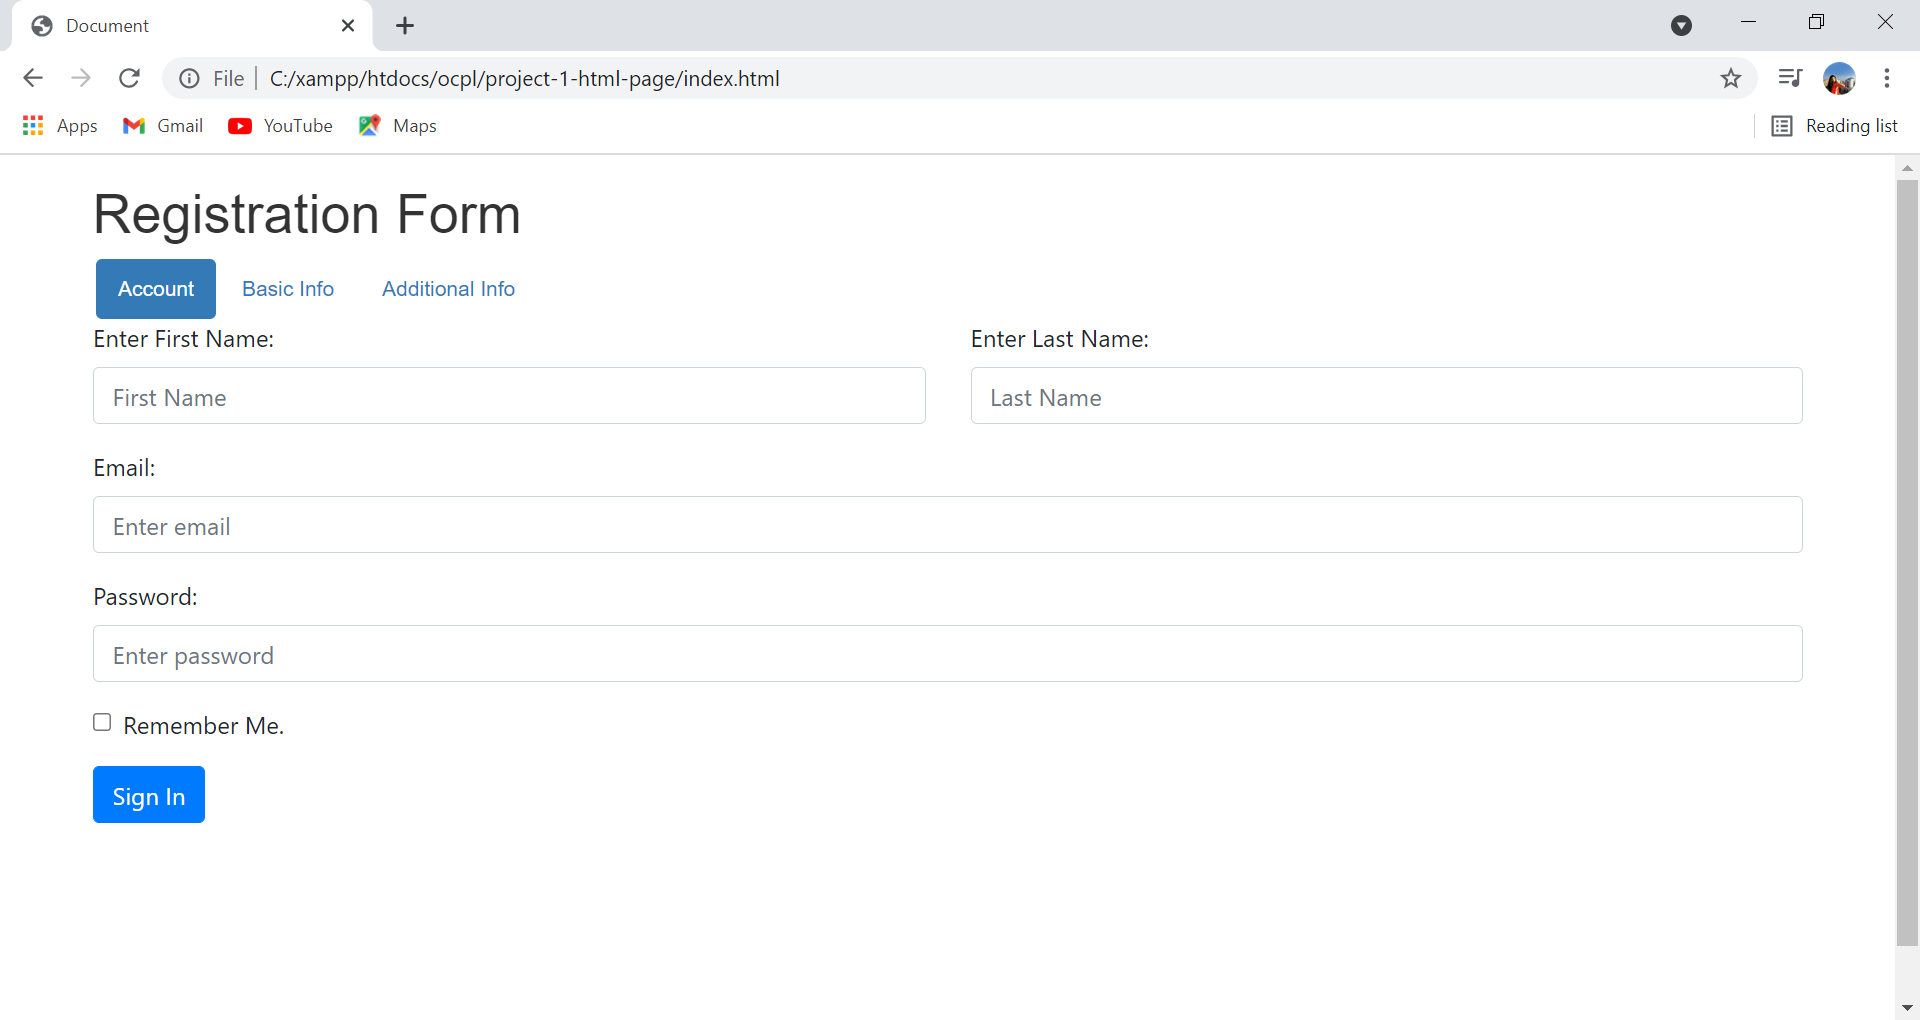 Document
File C:/xampp/htdocs/ocpl/project-1-html-page/index.html
Apps Gmail YouTube Maps Reading list
Registration Form
Account Basic Info Additional Info
Enter First Name: Enter Last Name:
First Name Last Name
Email:
Enter email
Password:
Enter password
Remember Me.
Sign In